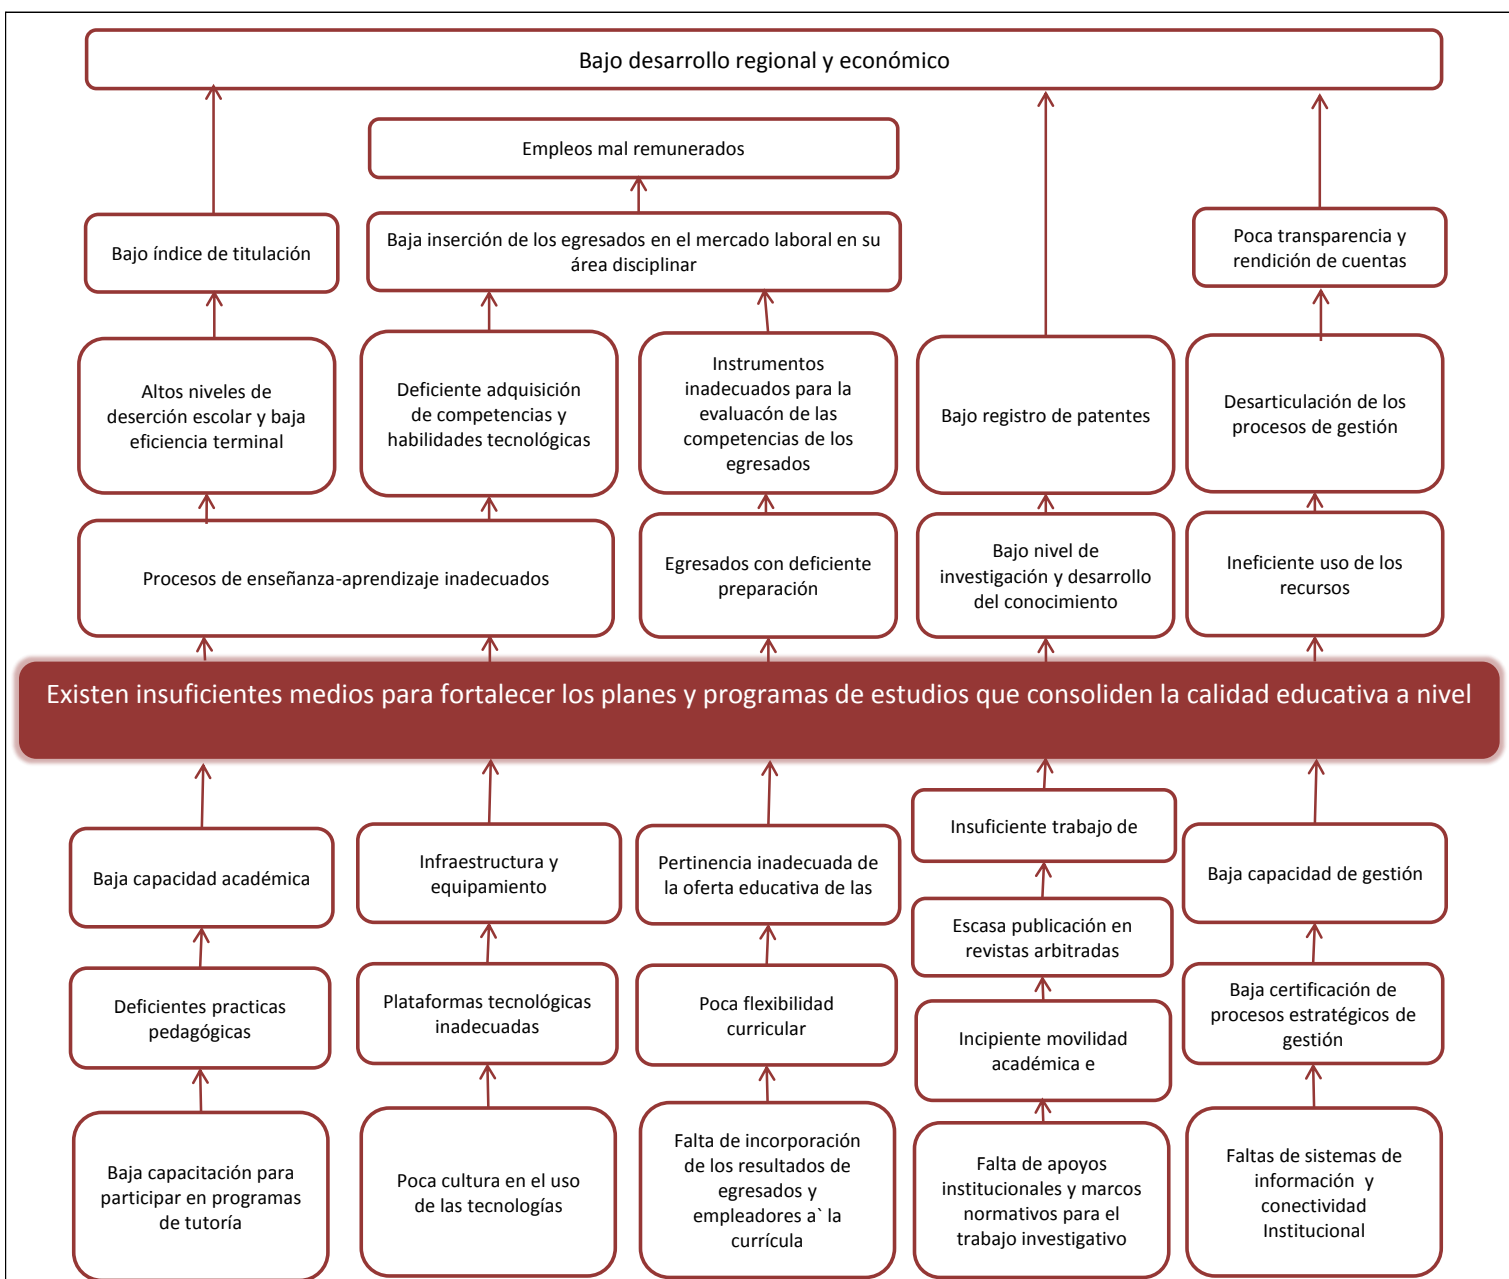 Bajo desarrollo regional y económico
Empleos mal remunerados
Bajo índice de titulación
Baja inserción de los egresados en el mercado laboral en su
área disciplinar
Poca transparencia y
rendición de cuentas
Altos niveles de
deserción escolar y baja
eficiencia terminal
Deficiente adquisición
de competencias y
habilidades tecnológicas
Instrumentos
inadecuados para la
evaluacón de las
competencias de los
egresados
Bajo registro de patentes
Desarticulación de los
procesos de gestión
Procesos de enseñanza-aprendizaje inadecuados
Egresados con deficiente
preparación
Bajo nivel de
investigación y desarrollo
del conocimiento
Ineficiente uso de los
recursos
Existen insuficientes medios para fortalecer los planes y programas de estudios que consoliden la calidad educativa a nivel
Baja capacidad académica
Infraestructura y
equipamiento
Pertinencia inadecuada de
la oferta educativa de las
Insuficiente trabajo de
Baja capacidad de gestión
Escasa publicación en
revistas arbitradas
Deficientes practicas
pedagógicas
Plataformas tecnológicas
inadecuadas
Poca flexibilidad
curricular
Incipiente movilidad
académica e
Baja certificación de
procesos estratégicos de
gestión
Baja capacitación para
participar en programas
de tutoría
Poca cultura en el uso
de las tecnologías
Falta de incorporación
de los resultados de
egresados y
empleadores a` la
currícula
Falta de apoyos
institucionales y marcos
normativos para el
trabajo investigativo
Faltas de sistemas de
información  y
conectividad
Institucional